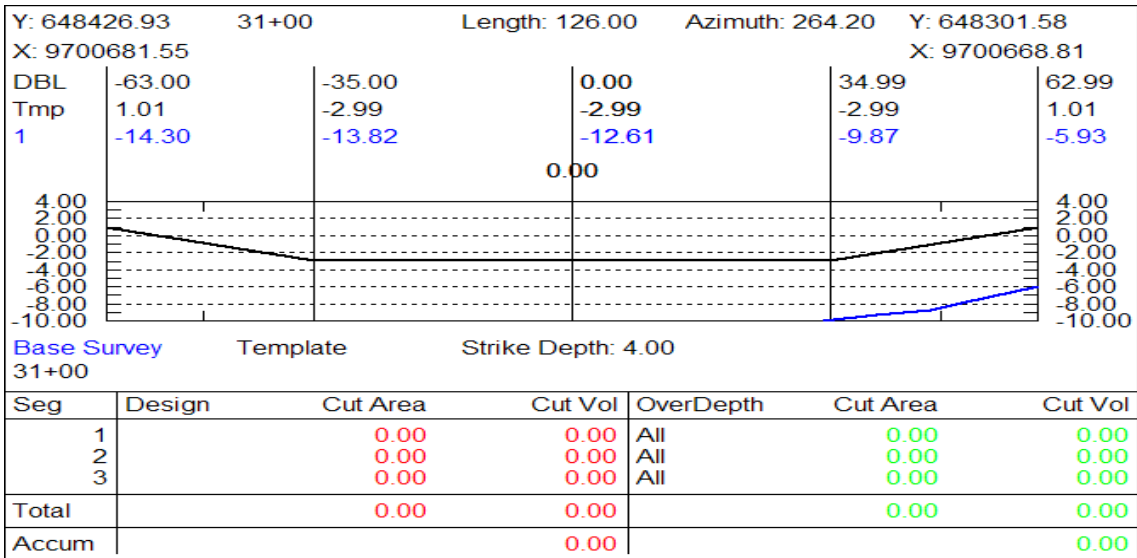 Y: 648426.93 31+00 Length: 126.00 Azimuth: 264.20 Y: 648301.58
X: 9700681.55 X: 9700668.81
DBL -63.00 -35.00 0.00 34.99 62.99
Tmp 1.01 -2.99 -2.99 -2.99 1.01
1 -14.30 -13.82 -12.61 -9.87 -5.93
0.00
4.00 4.00
2.00 2.00
0.00 0.00
-2.00 -2.00
-4.00 -4.00
-6.00 -6.00
-8.00 -8.00
-10.00 -10.00
Base Survey Template Strike Depth: 4.00
31+00
Seg Design Cut Area Cut Vol OverDepth Cut Area Cut Vol
1 0.00 0.00 All 0.00 0.00
2 0.00 0.00 All 0.00 0.00
3 0.00 0.00 All 0.00 0.00
Total 0.00 0.00 0.00 0.00
Accum 0.00 0.00